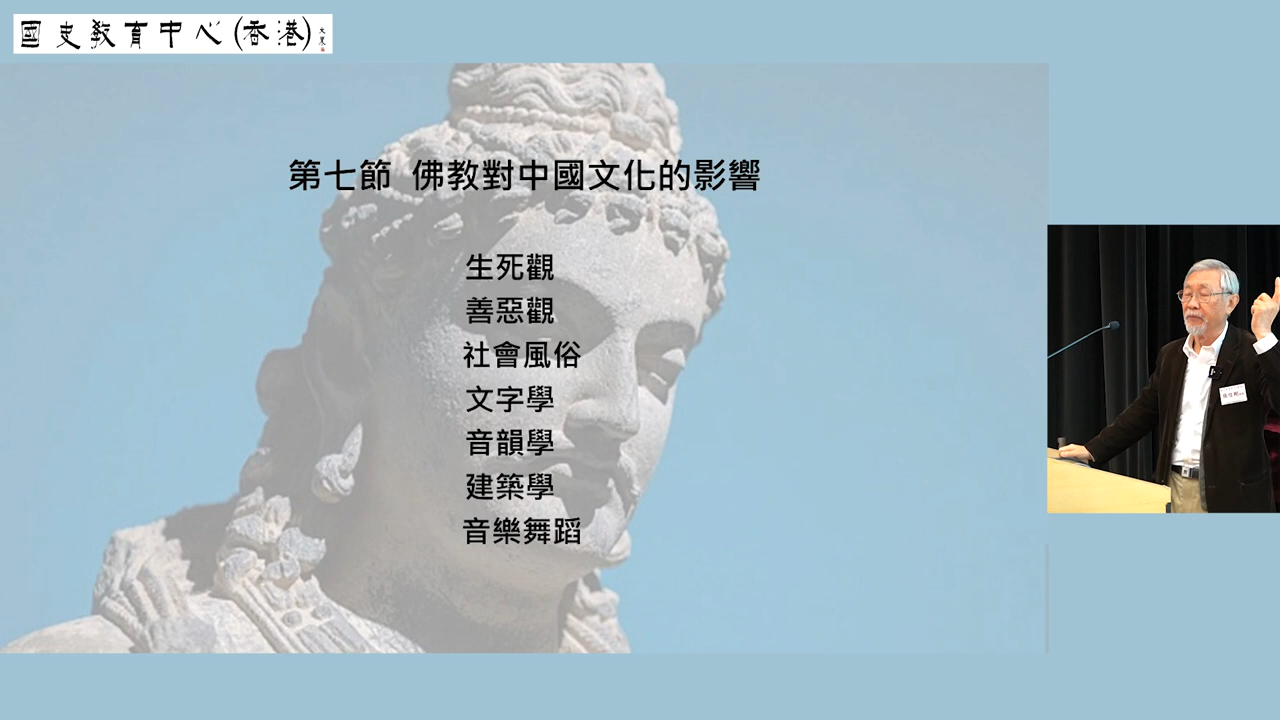 國史教育中心(香港)
第七節 佛教對中國文化的影響
生死觀
善惡觀
社會風俗
文字學
音韻學
建築學
音樂舞蹈